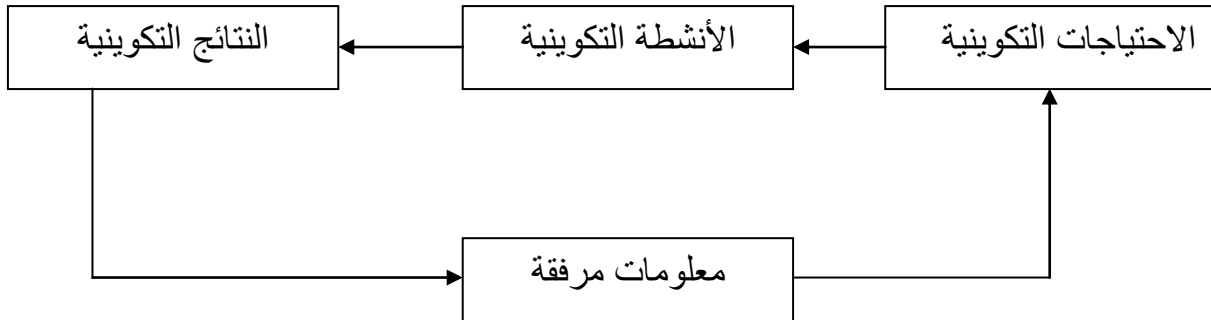 الاحتياجات التكوينية
الأنشطة التكوينية
النتائج التكوينية
معلومات مرفقة